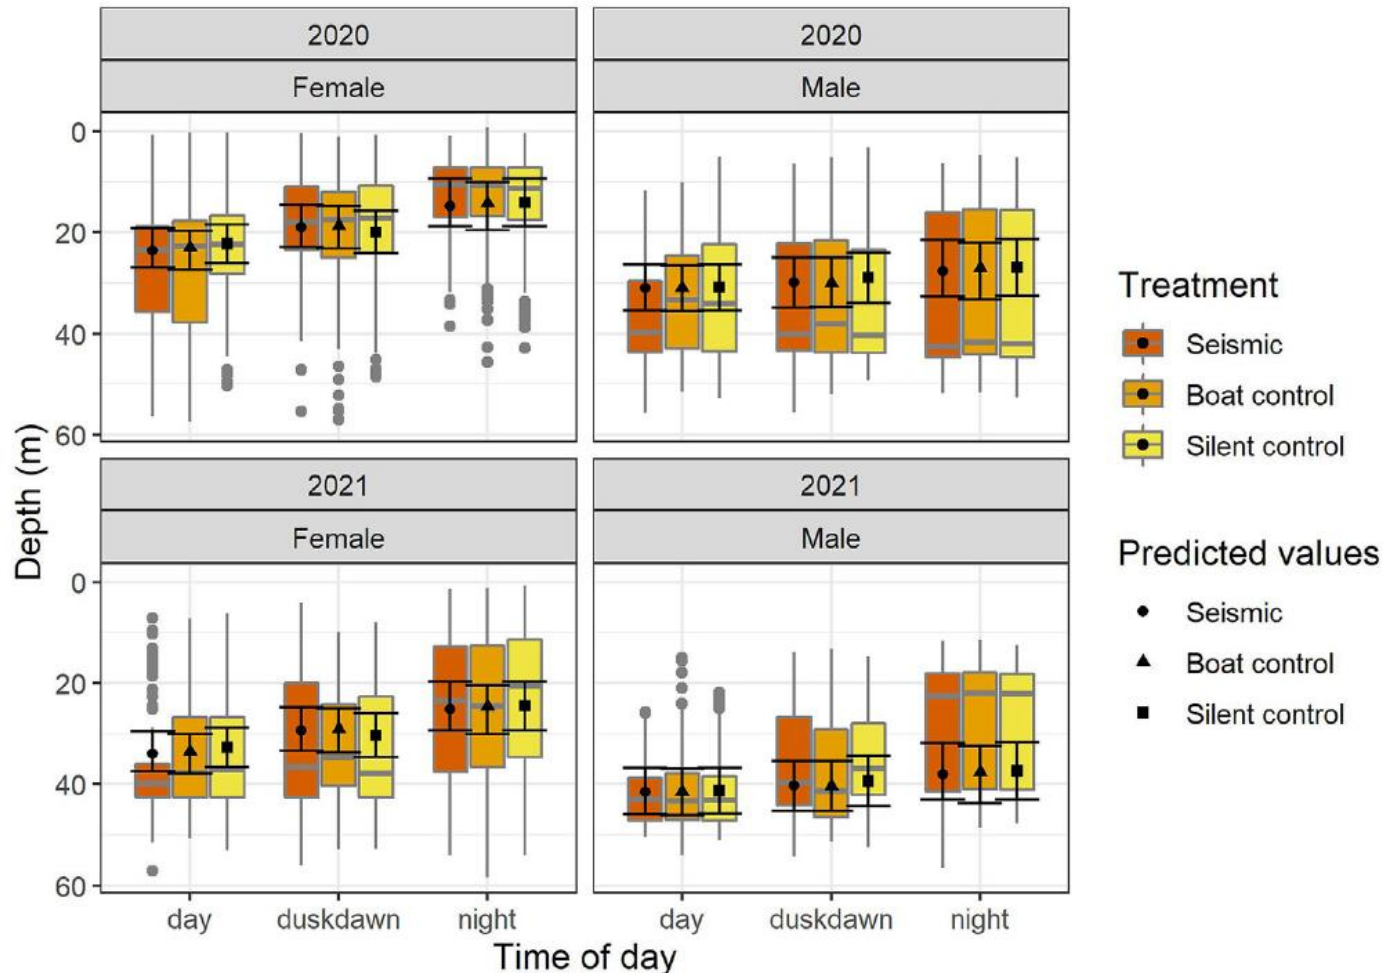 2020
2020
Female
Male
0
20
40
60
2021
2021
Female
Male
0
20
40
60
day
duskdawn
night
day
duskdawn
night
Time of day
Depth (m)
Treatment
Seismic
Boat control
Silent control
Predicted values
Seismic
Boat control
Silent control